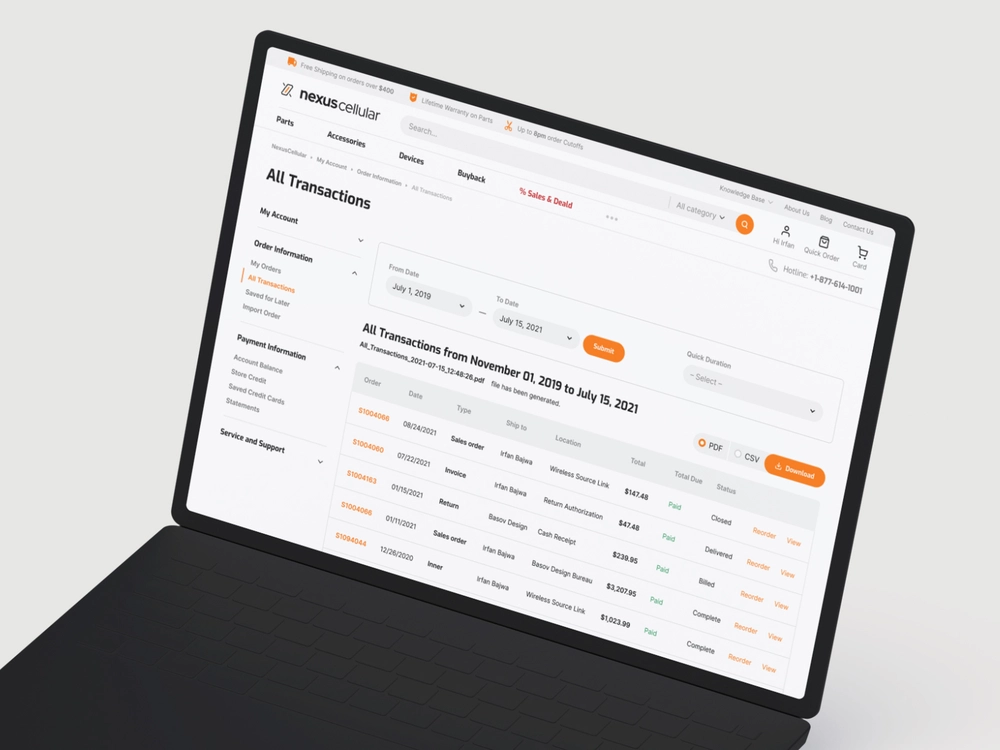 Free Shipping on orders over $400
Lifetime Warranty on Parts
Up to 8pm order Cutoffs
Knowledge Base
About Us
Blog
Contact Us
nexuscellular
Search...
All category
Hi Irfan
Quick Order
Card
Parts
Accessories
Devices
Buyback
% Sales & Deald
Hotline: +1-877-614-1001
NexusCellular
My Account
Order Information
All Transactions
All Transactions
My Account
Order Information
My Orders
All Transactions
Saved for Later
Import Order
Payment Information
Account Balance
Store Credit
Saved Credit Cards
Statements
Service and Support
From Date
July 1, 2019
—
To Date
July 15, 2021
Submit
Quick Duration
- Select -
All Transactions from November 01, 2019 to July 15, 2021
All_Transactions_2021-07-15_12:48:26.pdf file has been generated.
PDF
CSV
Download
Order Date Type Ship to Location Total Total Due Status
S1004066 08/24/2021 Sales order Irfan Bajwa Wireless Source Link $147.48 Paid Closed Reorder View
S1004060 07/22/2021 Invoice Irfan Bajwa Return Authorization $47.48 Paid Delivered Reorder View
S1004163 01/15/2021 Return Basov Design Cash Receipt $239.95 Paid Billed Reorder View
S1004066 01/11/2021 Sales order Irfan Bajwa Basov Design Bureau $3,207.95 Paid Complete Reorder View
S1094044 12/26/2020 Inner Irfan Bajwa Wireless Source Link $1,023.99 Paid Complete Reorder View